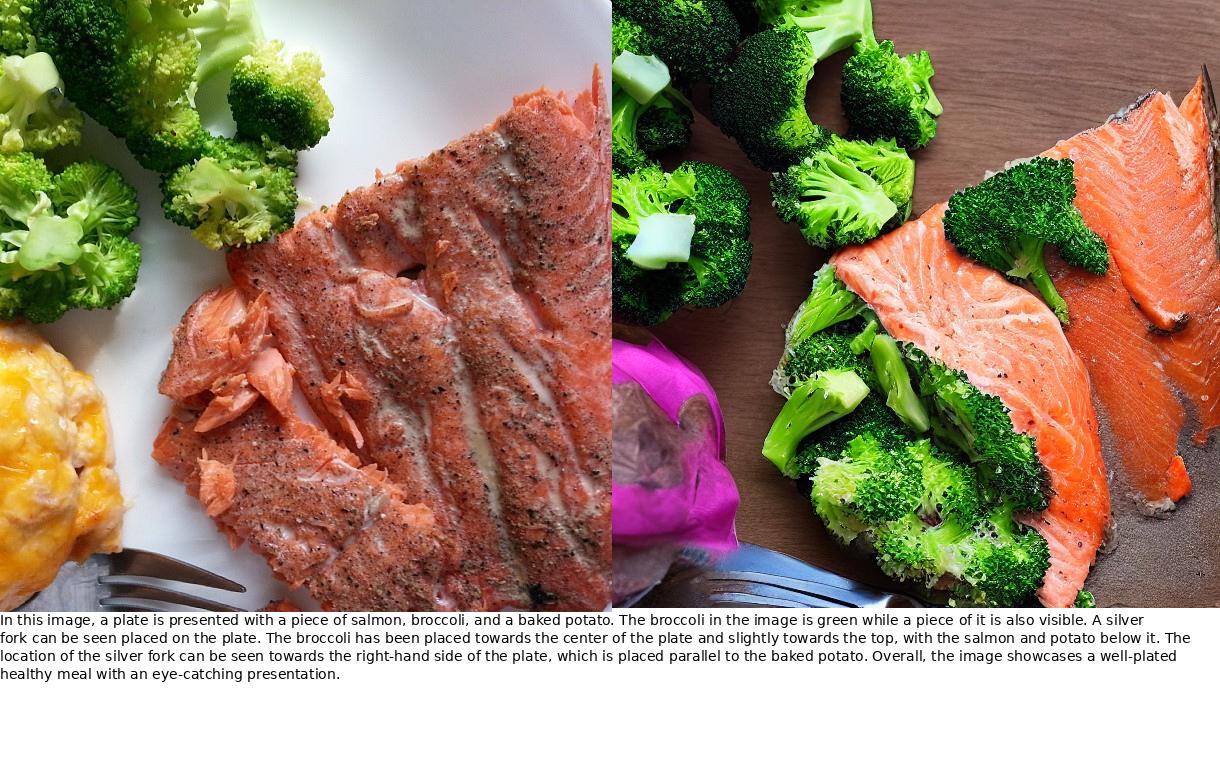 In this image, a plate is presented with a piece of salmon, broccoli, and a baked potato. The broccoli in the image is green while a piece of it is also visible. A silver
fork can be seen placed on the plate. The broccoli has been placed towards the center of the plate and slightly towards the top, with the salmon and potato below it. The
location of the silver fork can be seen towards the right-hand side of the plate, which is placed parallel to the baked potato. Overall, the image showcases a well-plated
healthy meal with an eye-catching presentation.